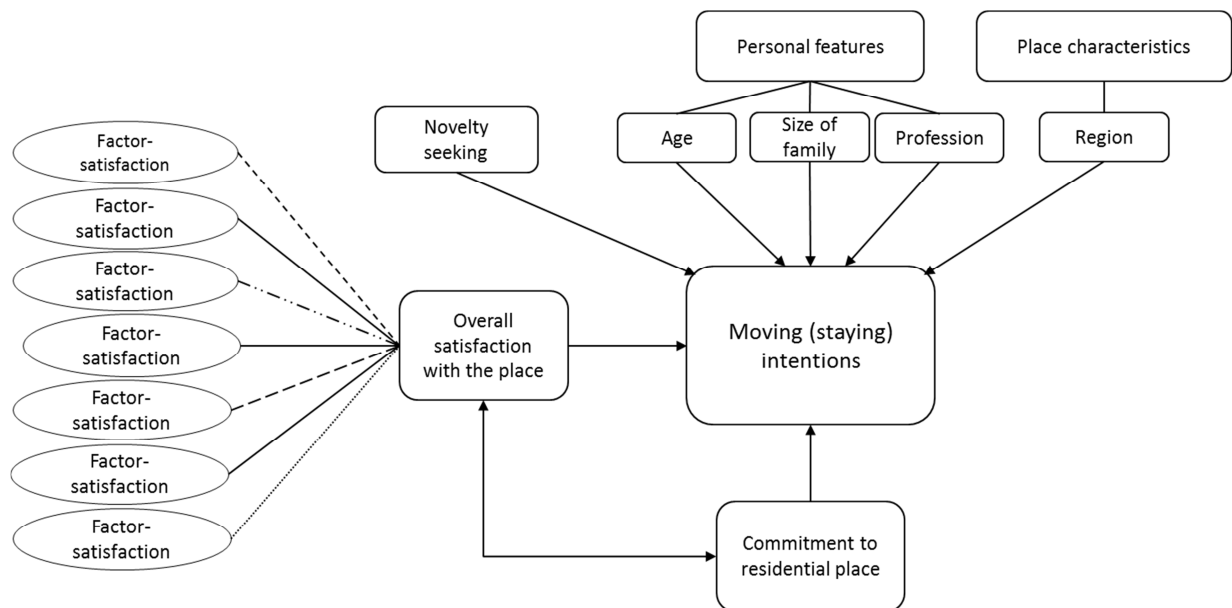 Personal features
Place characteristics
Novelty
seeking
Age
Size of
family
Profession
Region
Factor-
satisfaction
Factor-
satisfaction
Factor-
satisfaction
Factor-
satisfaction
Factor-
satisfaction
Factor-
satisfaction
Factor-
satisfaction
Overall
satisfaction
with the place
Moving (staying)
intentions
Commitment to
residential place